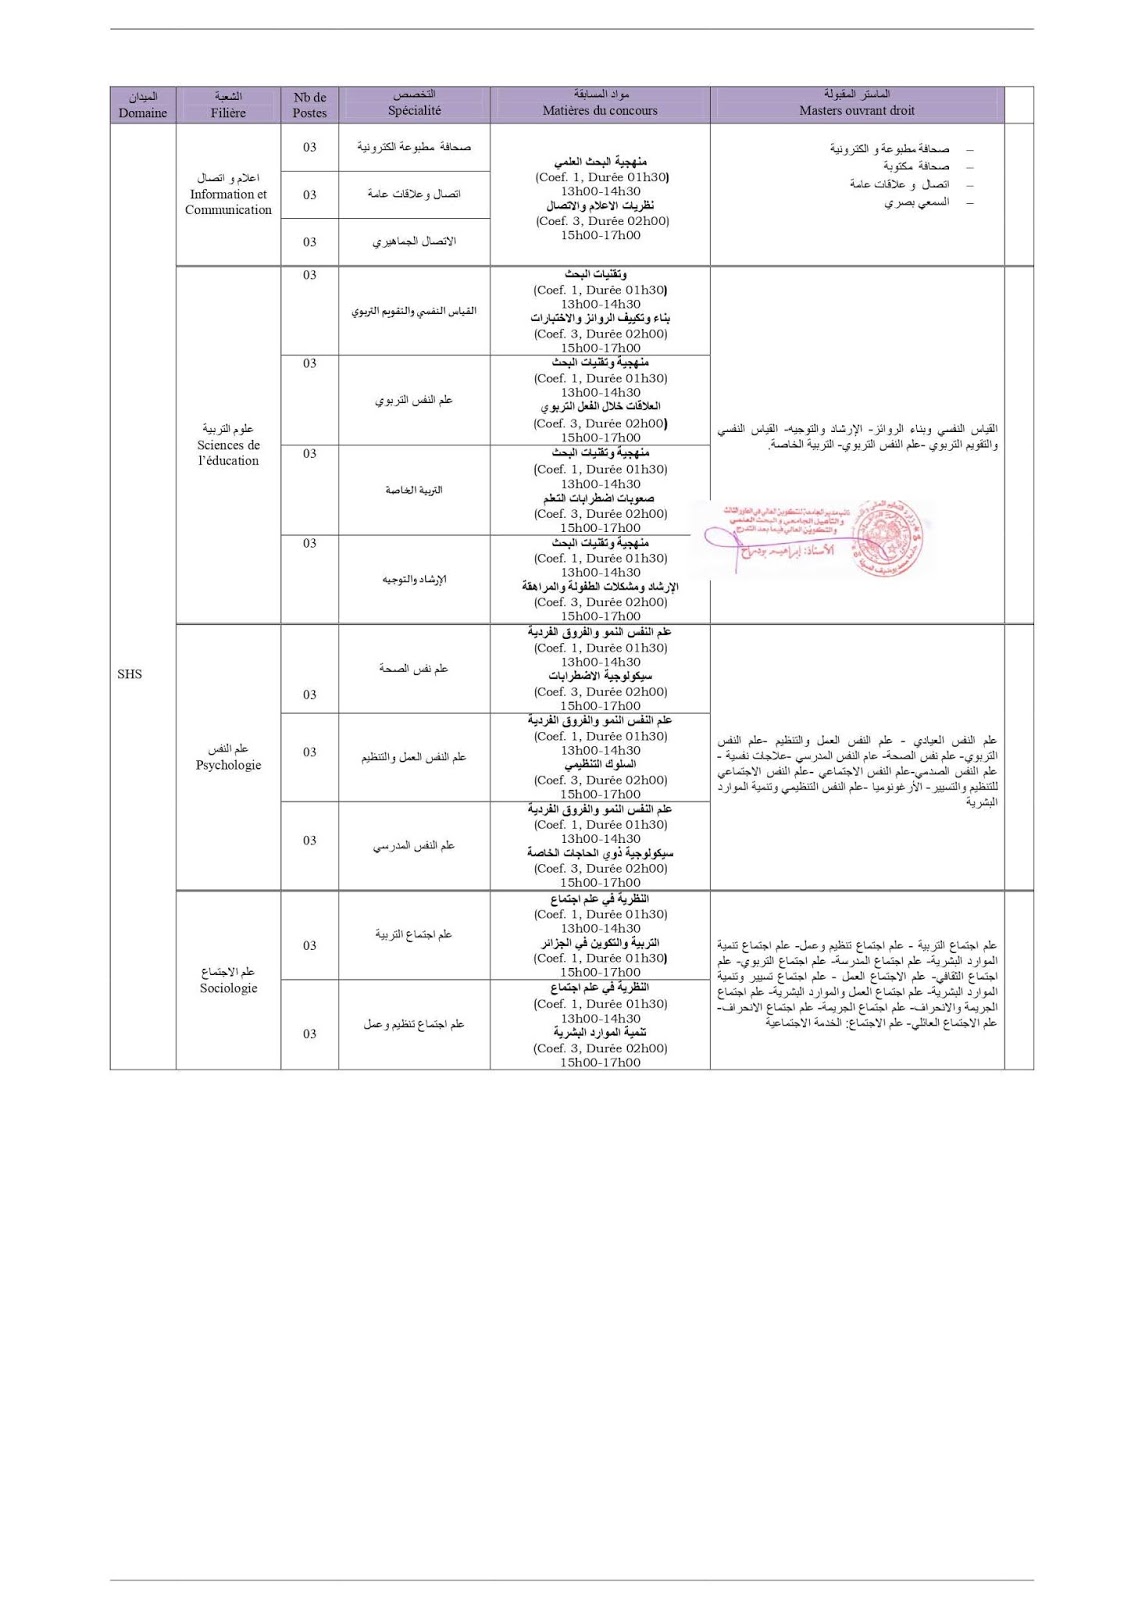 الميدان
Domaine
الشعبة
Filière
Nb de
Postes
التخصص
Spécialité
مواد المسابقة
Matières du concours
الماستر المقبولة
Masters ouvrant droit
SHS
اعلام و اتصال
Information et
Communication
03
صحافة مطبوعة الكترونية
03
اتصال وعلاقات عامة
03
الاتصال الجماهيري
منهجية البحث العلمي
(Coef. 1, Durée 01h30)
13h00-14h30
نظريات الاعلام والاتصال
(Coef. 3, Durée 02h00)
15h00-17h00
– صحافة مطبوعة و الكترونية
– صحافة مكتوبة
– اتصال و علاقات عامة
– السمعي بصري
علوم التربية
Sciences de
l'éducation
03
القياس النفسي والتقويم التربوي
وتقنيات البحث
(Coef. 1, Durée 01h30)
13h00-14h30
بناء وتكييف الروائز والاختبارات
(Coef. 3, Durée 02h00)
15h00-17h00
03
علم النفس التربوي
منهجية وتقنيات البحث
(Coef. 1, Durée 01h30)
13h00-14h30
العلاقات خلال الفعل التربوي
(Coef. 3, Durée 02h00)
15h00-17h00
03
التربية الخاصة
منهجية وتقنيات البحث
(Coef. 1, Durée 01h30)
13h00-14h30
صعوبات اضطرابات التعلم
(Coef. 3, Durée 02h00)
15h00-17h00
03
الإرشاد والتوجيه
منهجية وتقنيات البحث
(Coef. 1, Durée 01h30)
13h00-14h30
الإرشاد ومشكلات الطفولة والمراهقة
(Coef. 3, Durée 02h00)
15h00-17h00
القياس النفسي وبناء الروائز- الإرشاد والتوجيه- القياس النفسي
والتقويم التربوي -علم النفس التربوي- التربية الخاصة.
نائب مدير الجامعة للتكوين العالي في الطور الثالث
و التأهيل الجامعي و البحث العلمي
والتكوين العالي فيما بعد التدرج
الأستاذ: إبراهيم بودراح
علم النفس
Psychologie
03
علم نفس الصحة
علم النفس النمو والفروق الفردية
(Coef. 1, Durée 01h30)
13h00-14h30
سيكولوجية الاضطرابات
(Coef. 3, Durée 02h00)
15h00-17h00
03
علم النفس العمل والتنظيم
علم النفس النمو والفروق الفردية
(Coef. 1, Durée 01h30)
13h00-14h30
السلوك التنظيمي
(Coef. 3, Durée 02h00)
15h00-17h00
03
علم النفس المدرسي
علم النفس النمو والفروق الفردية
(Coef. 1, Durée 01h30)
13h00-14h30
سيكولوجية ذوي الحاجات الخاصة
(Coef. 3, Durée 02h00)
15h00-17h00
علم النفس العيادي - علم النفس العمل والتنظيم -علم النفس
التربوي- علم نفس الصحة- عام النفس المدرسي -علاجات نفسية -
علم النفس الصدمي-علم النفس الاجتماعي -علم النفس الاجتماعي
للتنظيم والتسيير- الأرغونوميا -علم النفس التنظيمي وتنمية الموارد
البشرية
علم الاجتماع
Sociologie
03
علم اجتماع التربية
النظرية في علم اجتماع
(Coef. 1, Durée 01h30)
13h00-14h30
التربية والتكوين في الجزائر
(Coef. 3, Durée 01h30)
15h00-17h00
03
علم اجتماع تنظيم وعمل
النظرية في علم اجتماع
(Coef. 1, Durée 01h30)
13h00-14h30
تنمية الموارد البشرية
(Coef. 3, Durée 02h00)
15h00-17h00
علم اجتماع التربية - علم اجتماع تنظيم وعمل- علم اجتماع تنمية
الموارد البشرية- علم اجتماع المدرسة- علم اجتماع التربوي- علم
اجتماع الثقافي- علم الاجتماع العمل - علم اجتماع تسيير وتنمية
الموارد البشرية- علم اجتماع العمل والموارد البشرية- علم اجتماع
الجريمة والانحراف- علم اجتماع الجريمة- علم اجتماع الانحراف-
علم الاجتماع العائلي- علم الاجتماع: الخدمة الاجتماعية